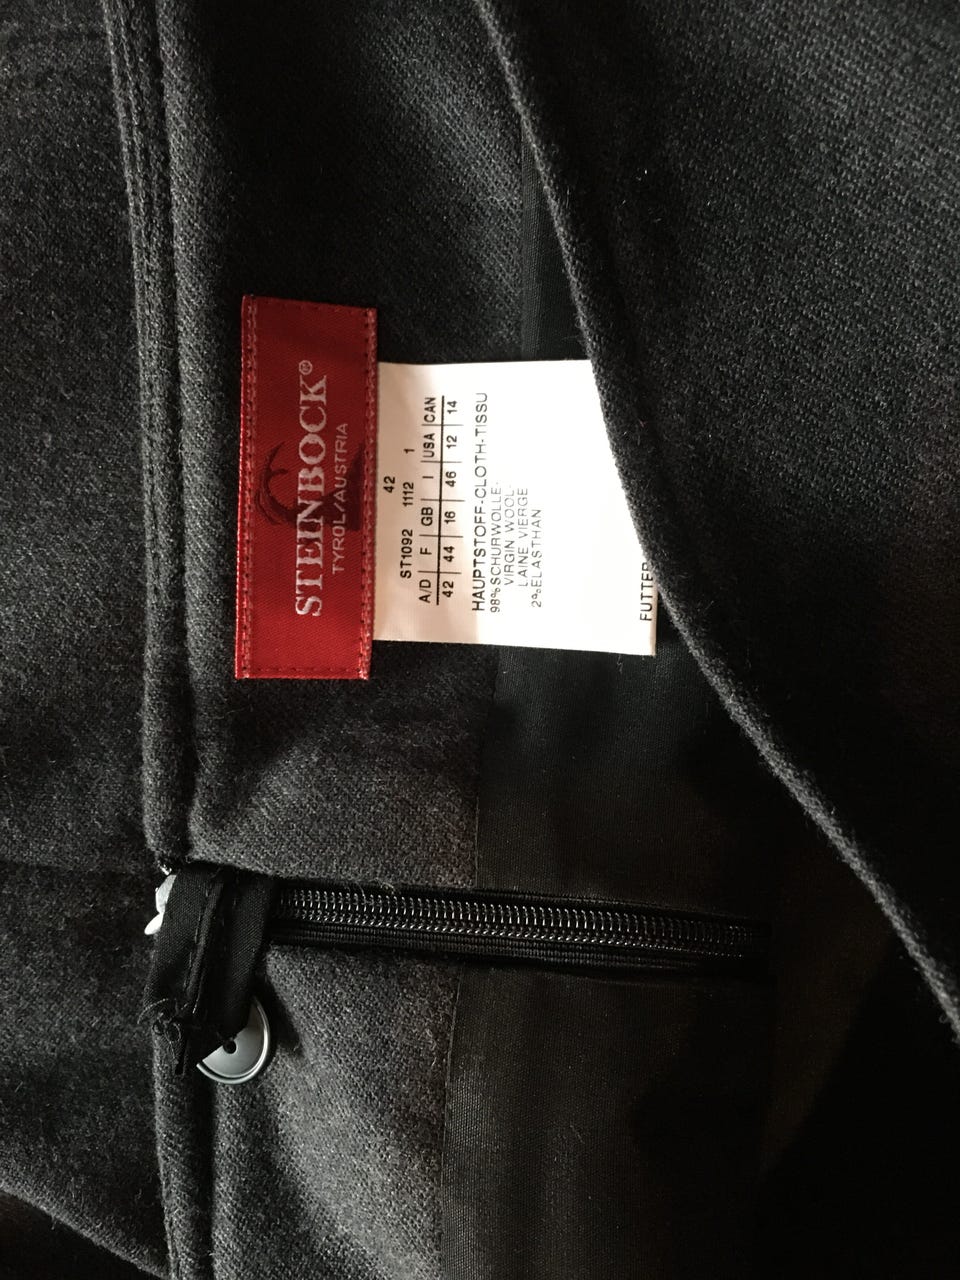 STEINBOCK®
TYROL/AUSTRIA
42
ST1092 1112 1
A/D | F | GB | I | USA | CAN
42 | 44 | 16 | 46 | 12 | 14
HAUPTSTOFF-CLOTH-TISSU
98% SCHURWOLLE-
VIRGIN WOOL-
LAINE VIERGE
2% ELASTHAN
FUTTER